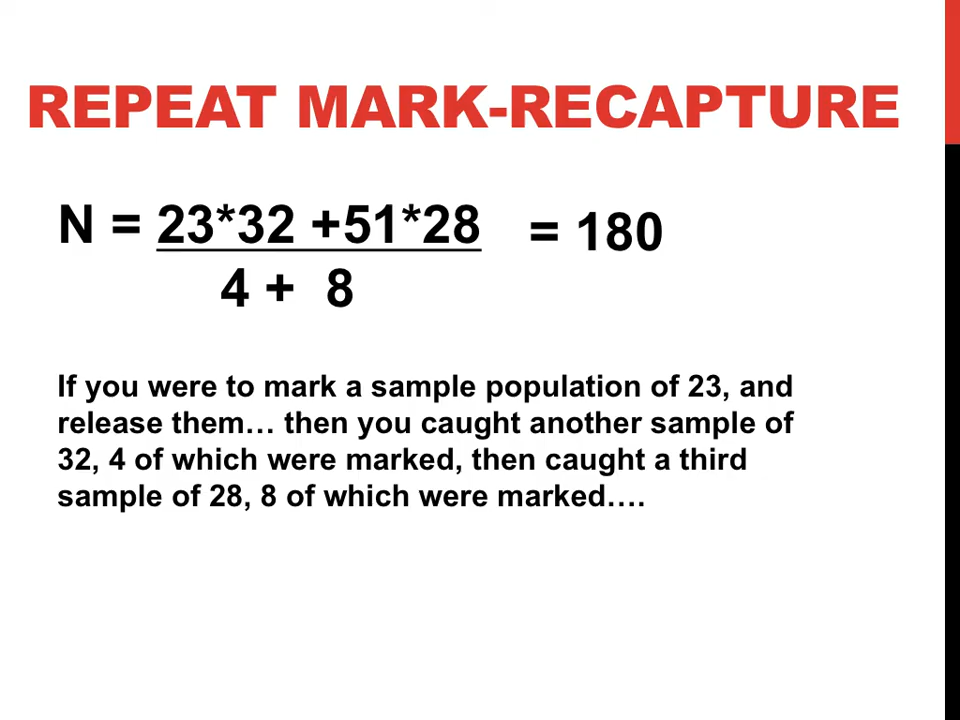 REPEAT MARK-RECAPTURE
N = 23*32 +51*28 = 180
4 + 8
If you were to mark a sample population of 23, and
release them… then you caught another sample of
32, 4 of which were marked, then caught a third
sample of 28, 8 of which were marked….